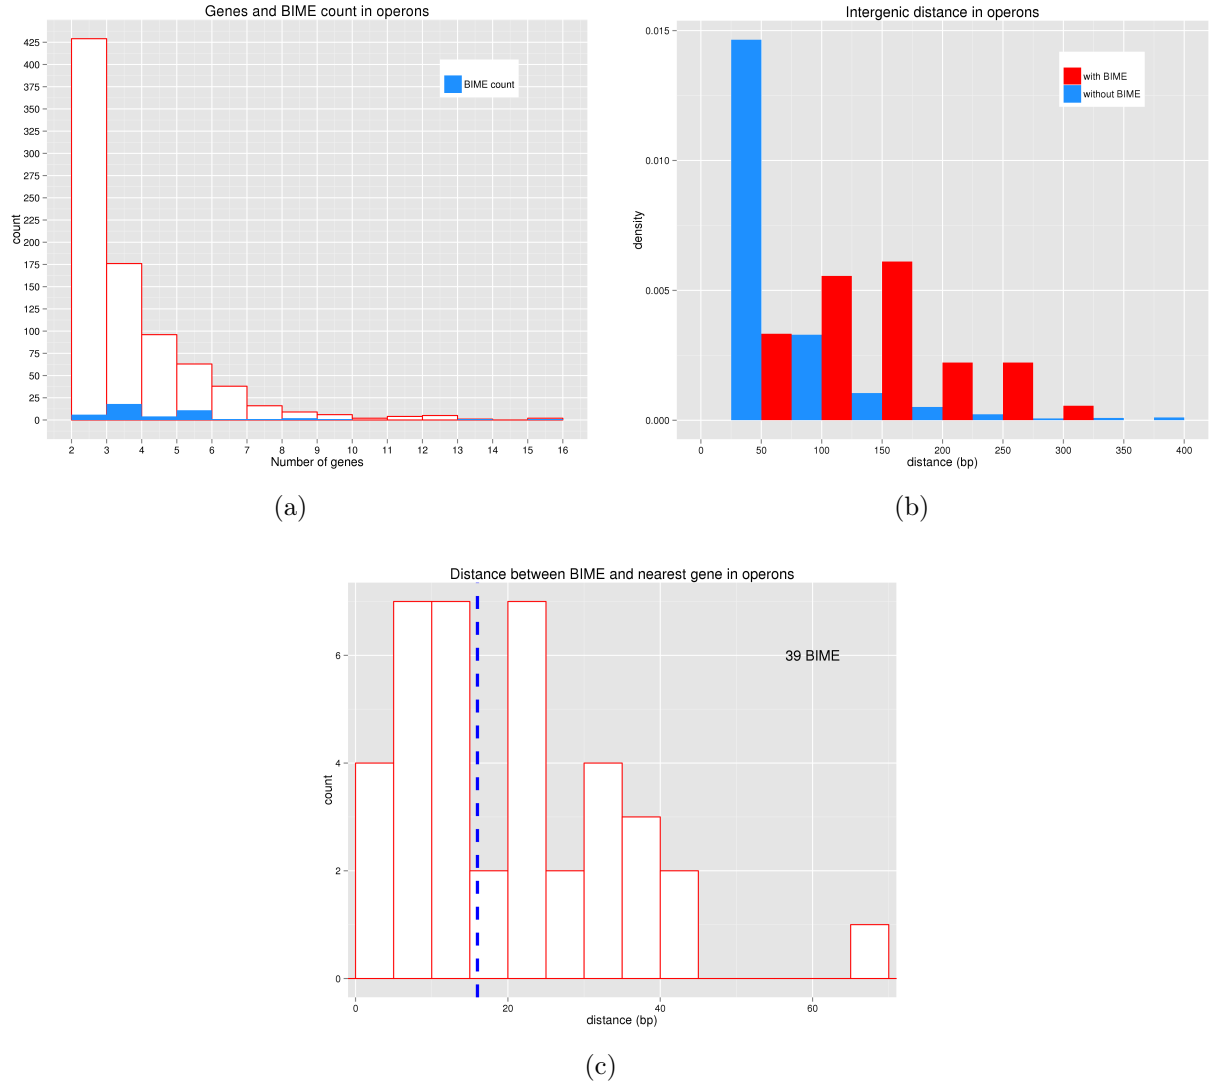 Genes and BIME count in operons
425
400
375
350
325
300
275
250
225
200
175
150
125
100
75
50
25
0
count
BIME count
2 3 4 5 6 7 8 9 10 11 12 13 14 15 16
Number of genes
(a)
Intergenic distance in operons
0.015
0.010
0.005
0.000
density
with BIME
without BIME
0 50 100 150 200 250 300 350 400
distance (bp)
(b)
Distance between BIME and nearest gene in operons
6
4
2
0
count
39 BIME
0 20 40 60
distance (bp)
(c)